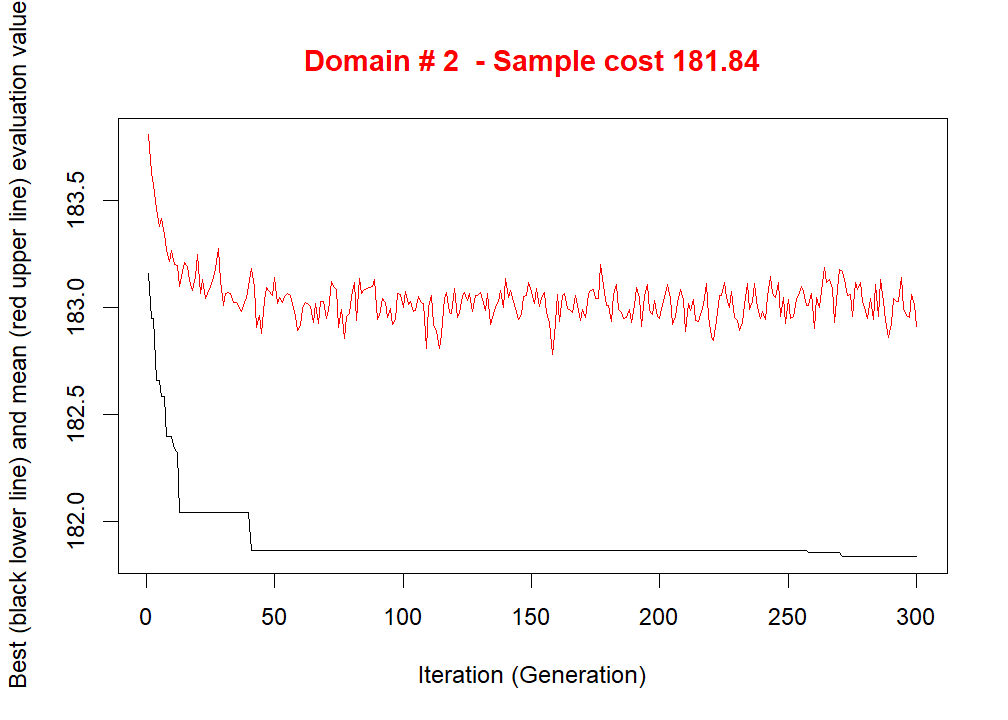 Domain # 2  - Sample cost 181.84
Best (black lower line) and mean (red upper line) evaluation value
183.5
183.0
182.5
182.0
0 50 100 150 200 250 300
Iteration (Generation)